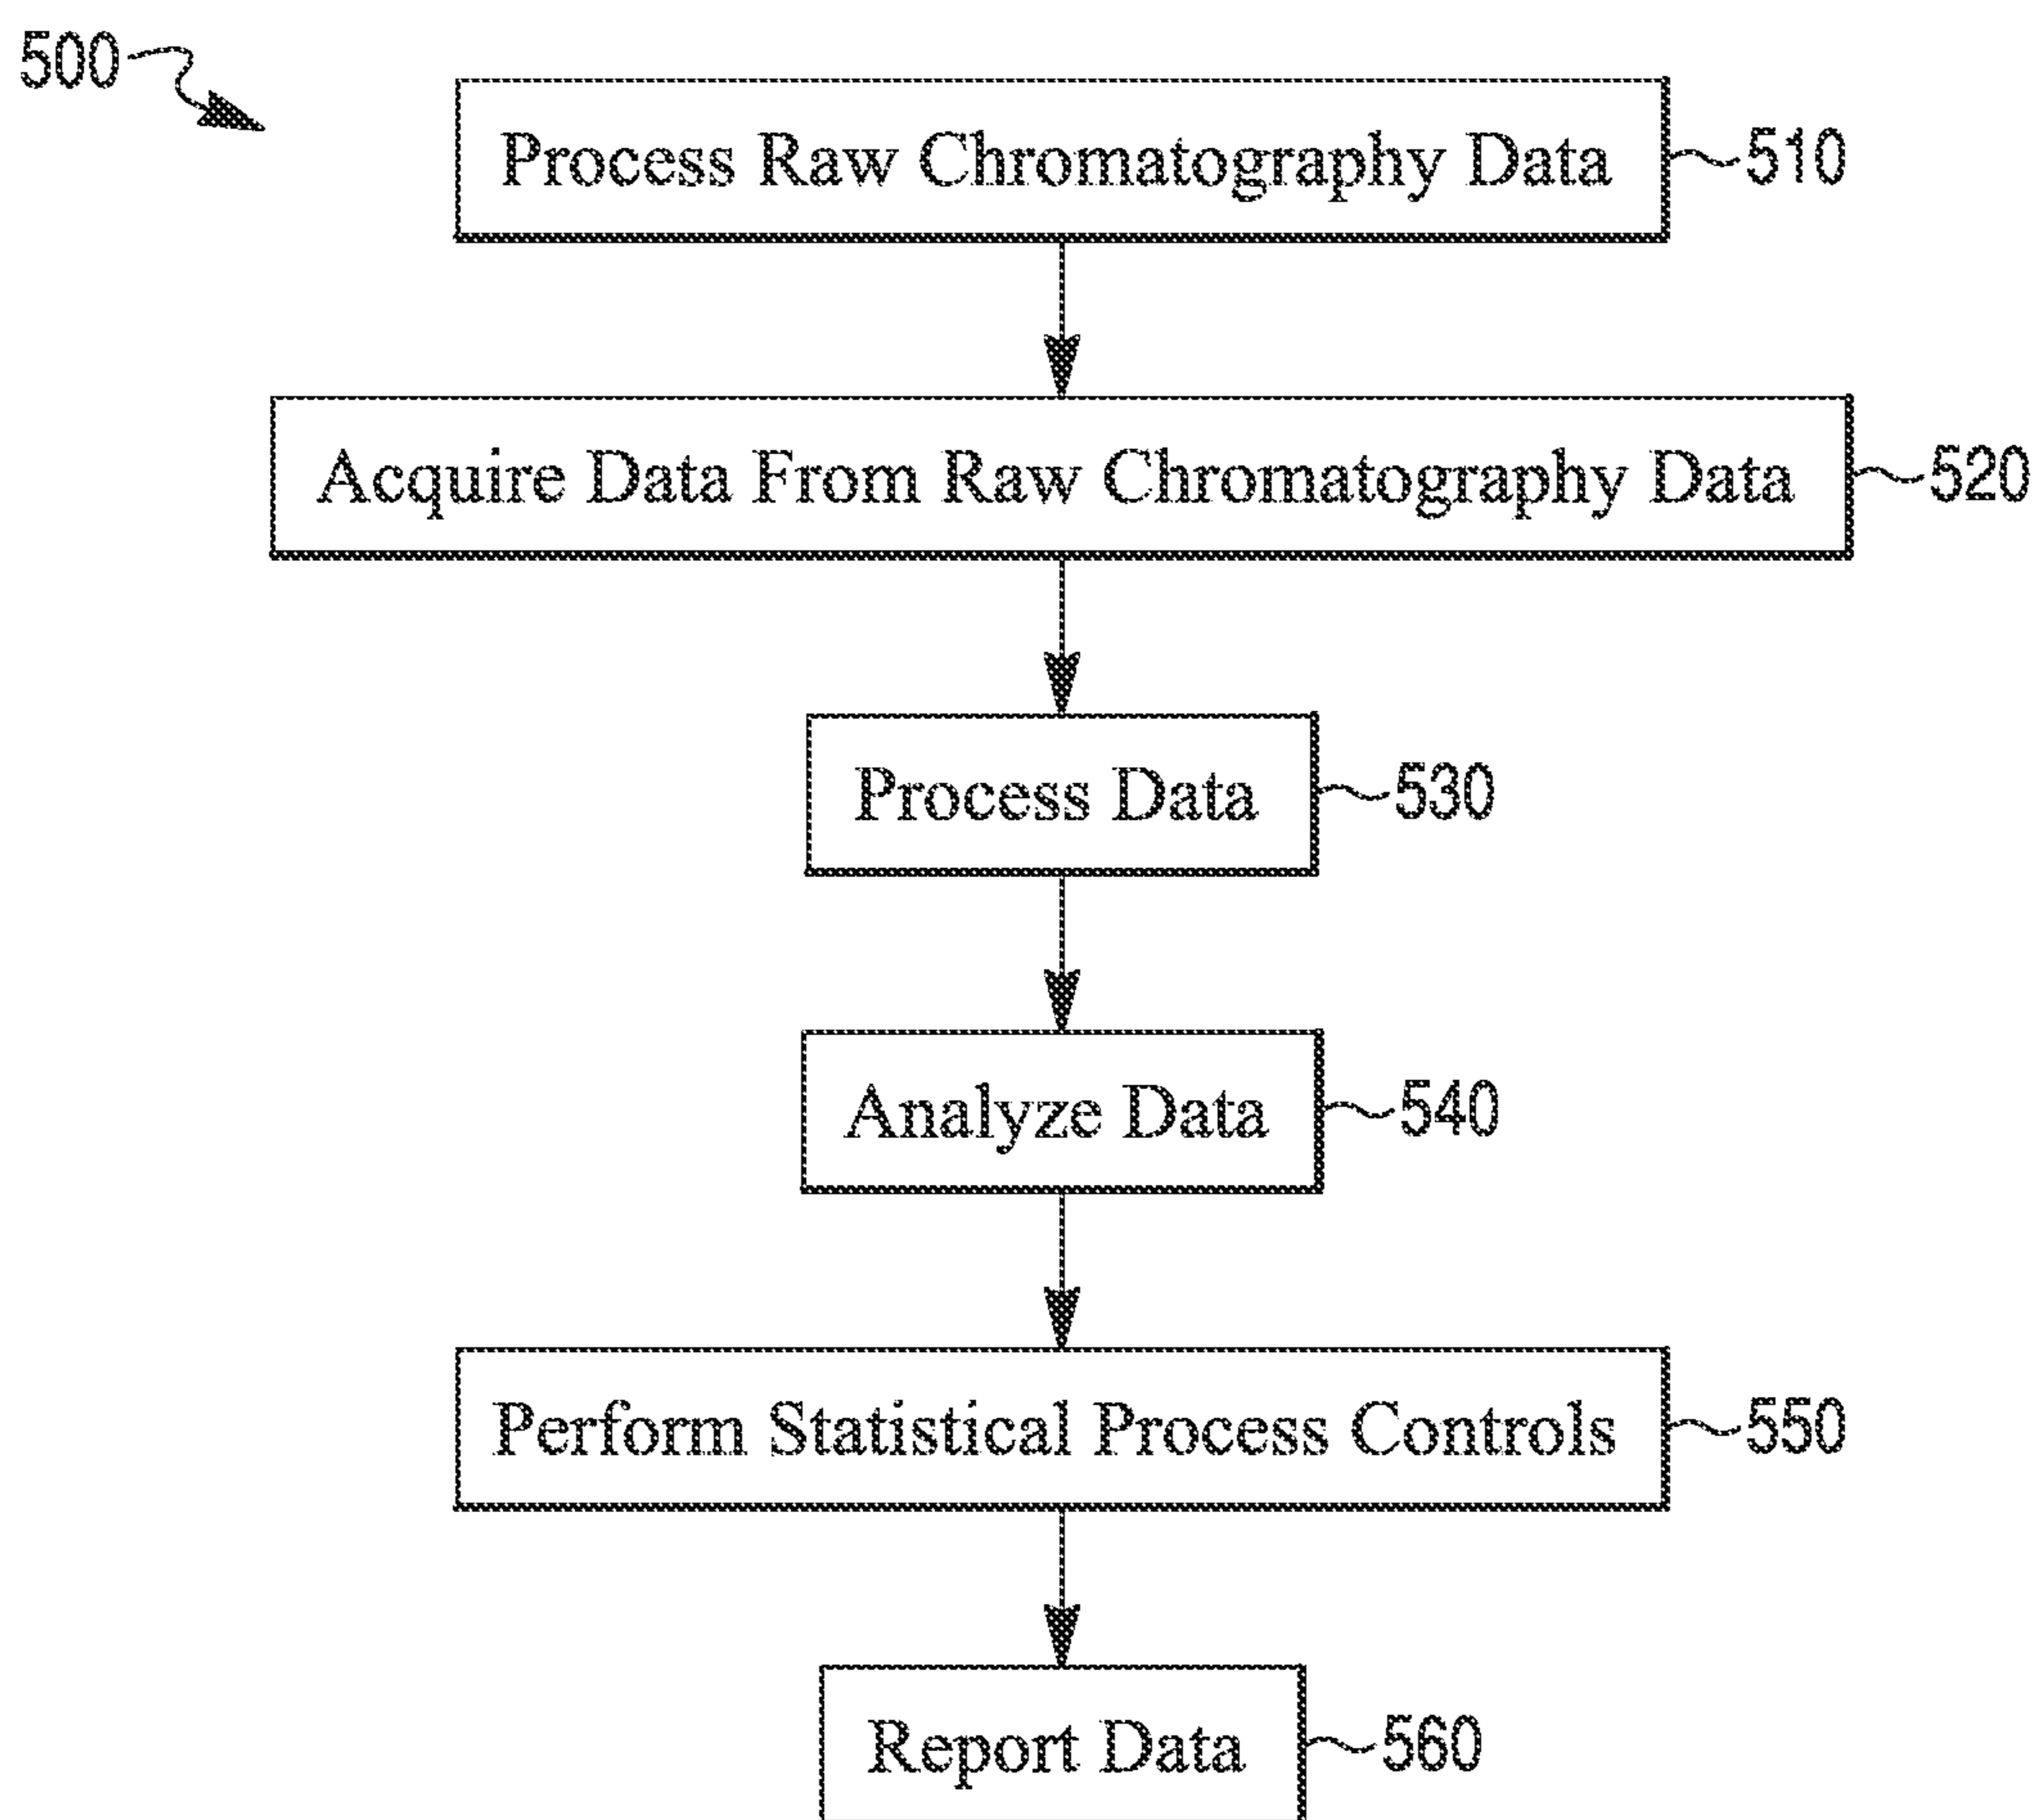 500
Process Raw Chromatography Data 510
Acquire Data From Raw Chromatography Data 520
Process Data 530
Analyze Data 540
Perform Statistical Process Controls 550
Report Data 560